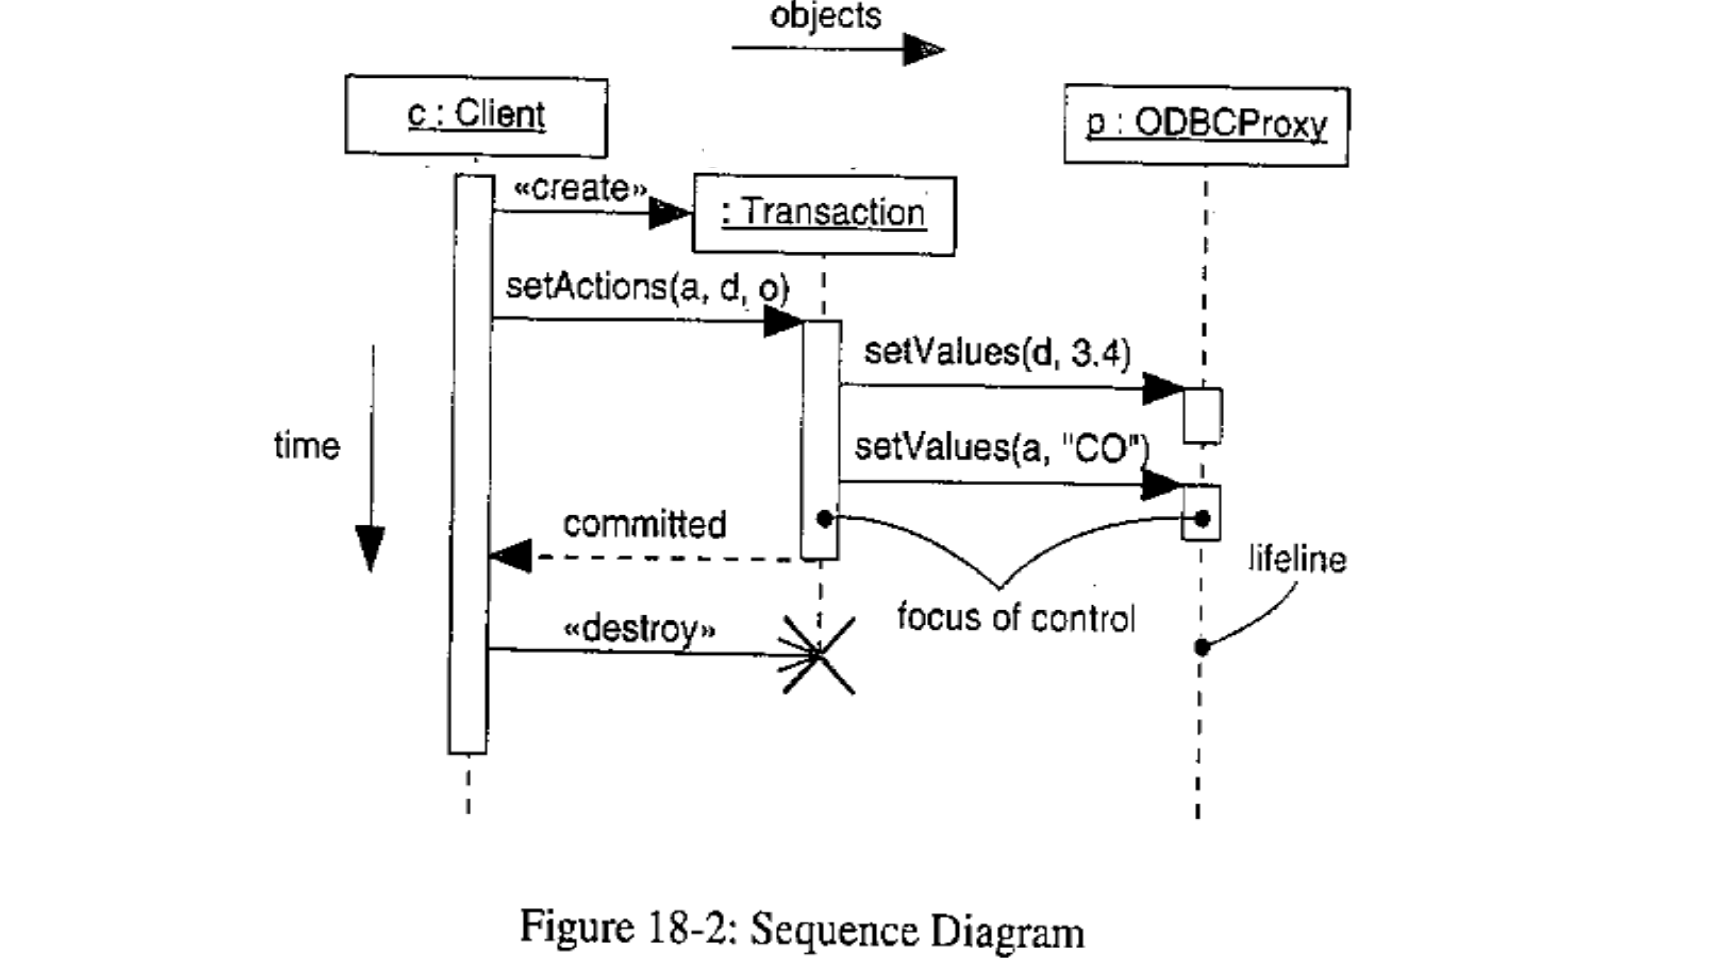 objects
c : Client
p : ODBCProxy
«create»
: Transaction
setActions(a, d, o)
setValues(d, 3.4)
time
setValues(a, "CO")
committed
lifeline
focus of control
«destroy»
Figure 18-2: Sequence Diagram